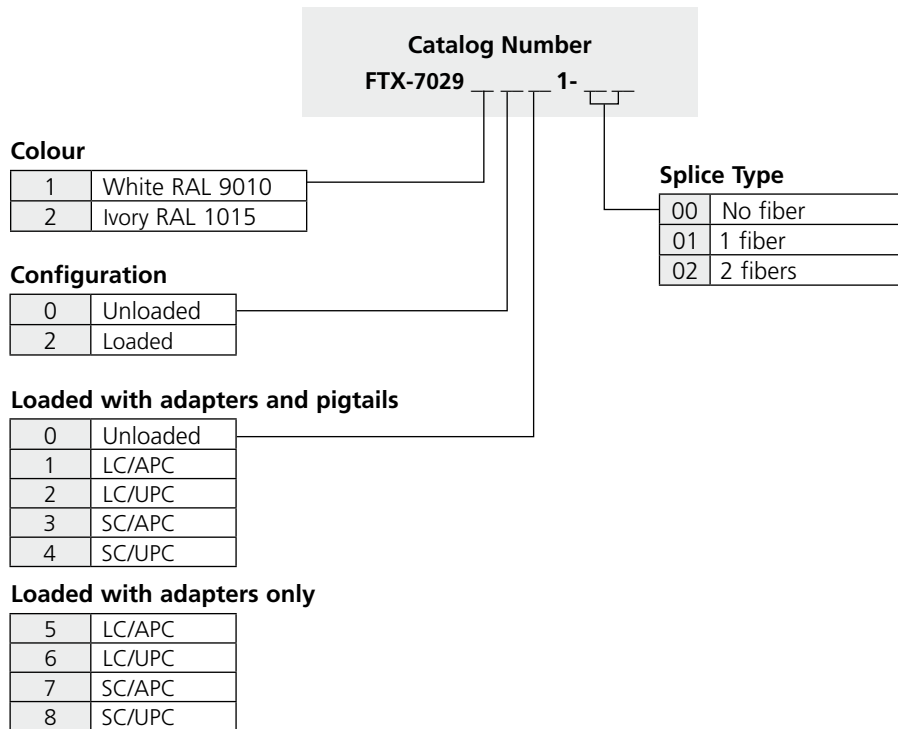 Catalog Number
FTX-7029 _ _ _ 1- _ _
Colour
1 White RAL 9010
2 Ivory RAL 1015
Splice Type
00 No fiber
01 1 fiber
02 2 fibers
Configuration
0 Unloaded
2 Loaded
Loaded with adapters and pigtails
0 Unloaded
1 LC/APC
2 LC/UPC
3 SC/APC
4 SC/UPC
Loaded with adapters only
5 LC/APC
6 LC/UPC
7 SC/APC
8 SC/UPC